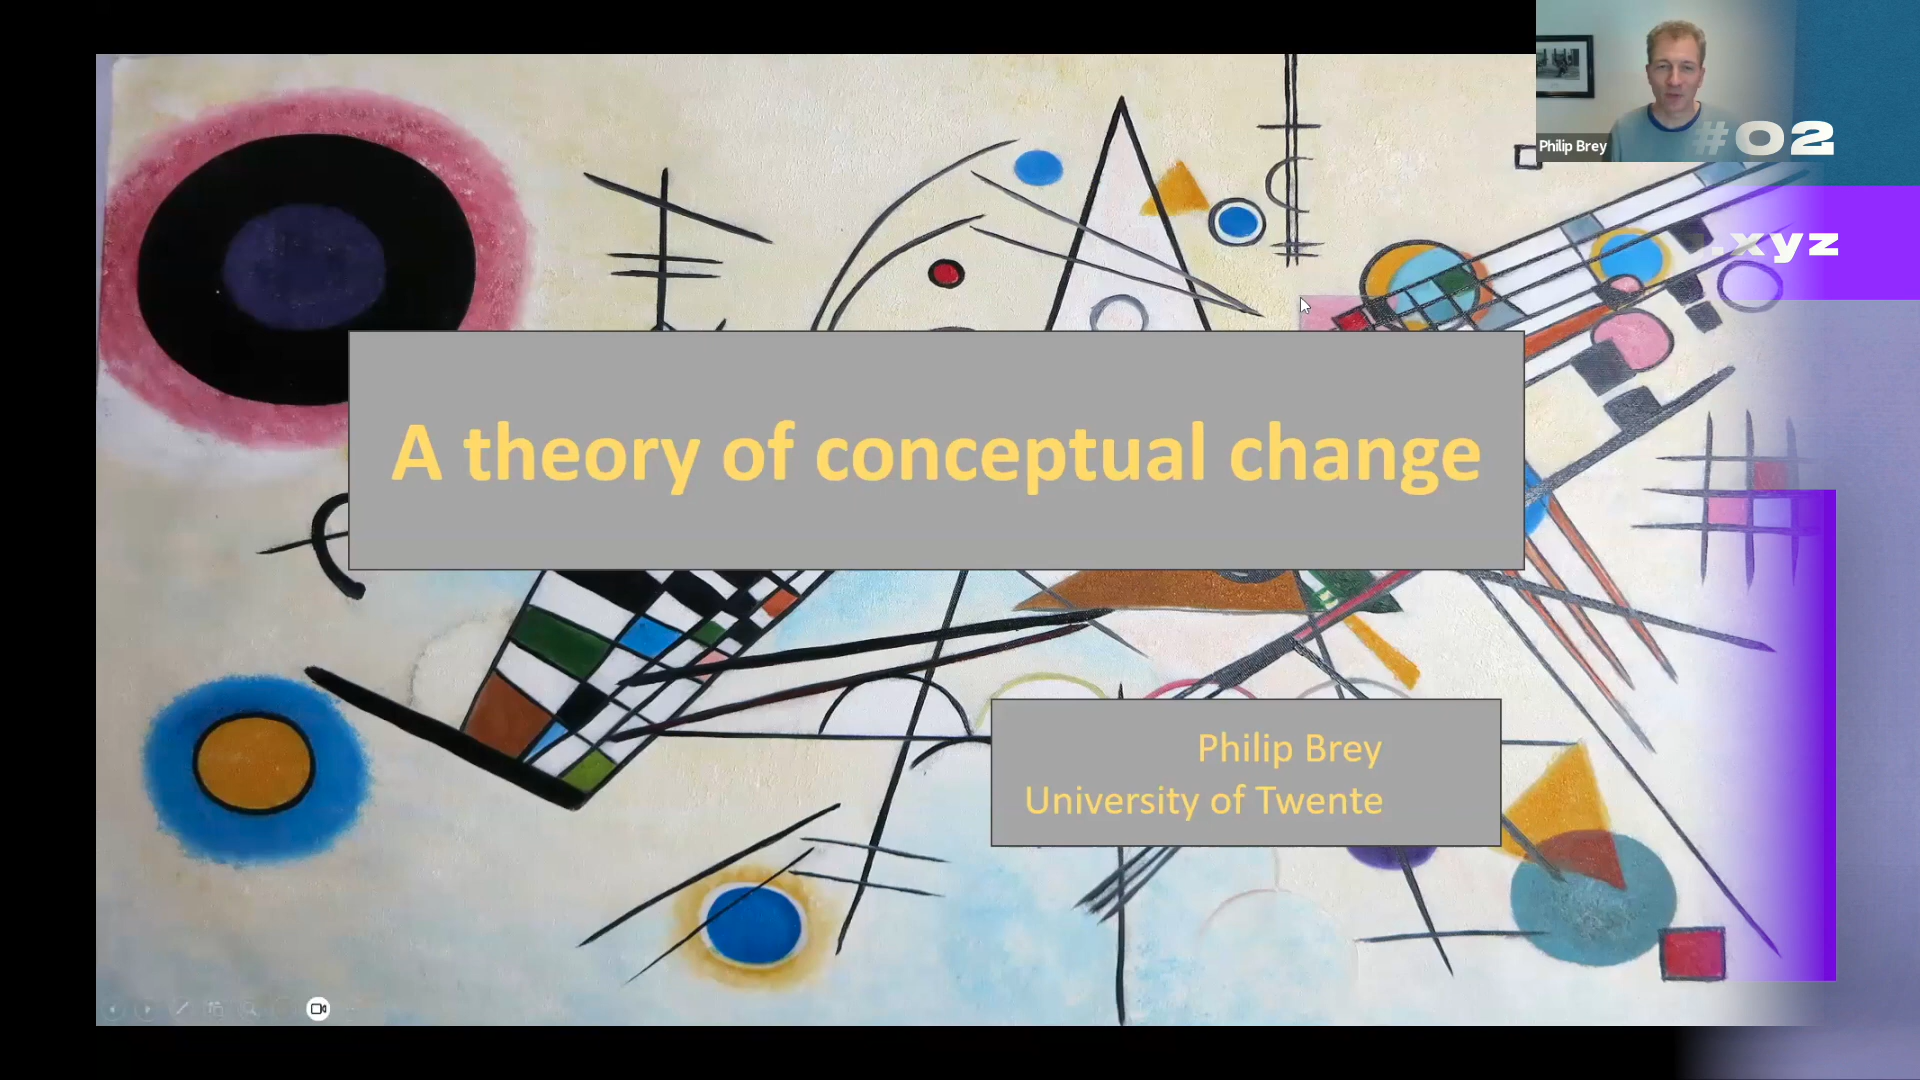 Philip Brey
#02
.xyz
A theory of conceptual change
Philip Brey
University of Twente